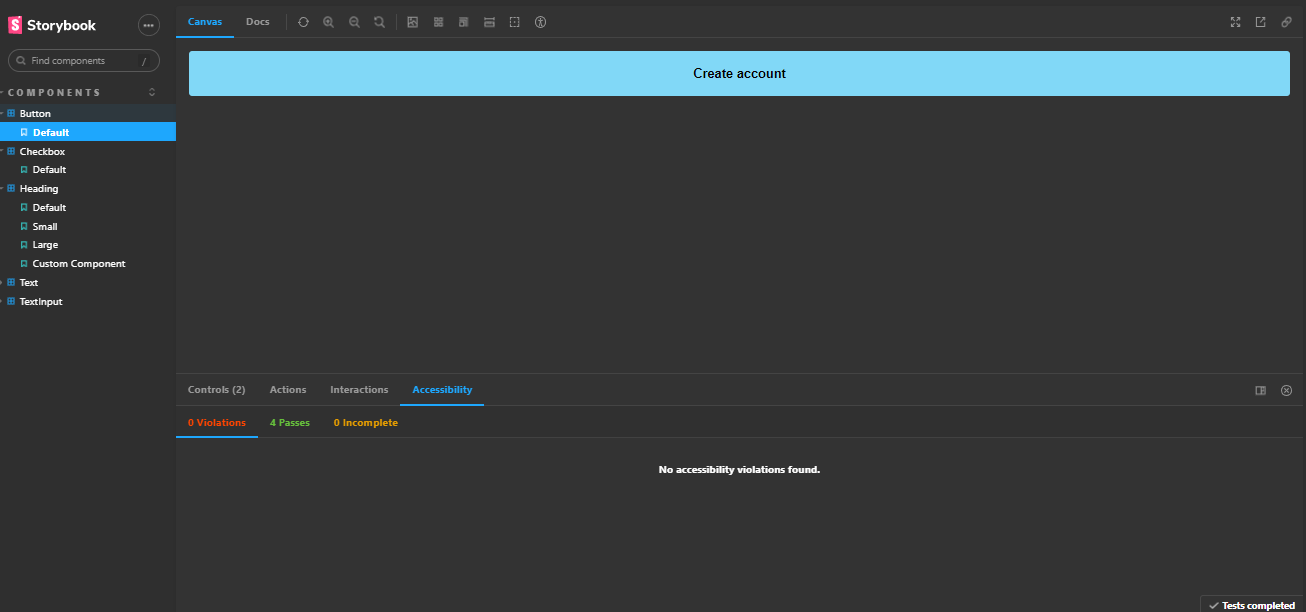 Storybook
Find components /
COMPONENTS
Button
Default
Checkbox
Default
Heading
Default
Small
Large
Custom Component
Text
TextInput
Canvas Docs
Create account
Controls (2) Actions Interactions Accessibility
0 Violations 4 Passes 0 Incomplete
No accessibility violations found.
Tests completed